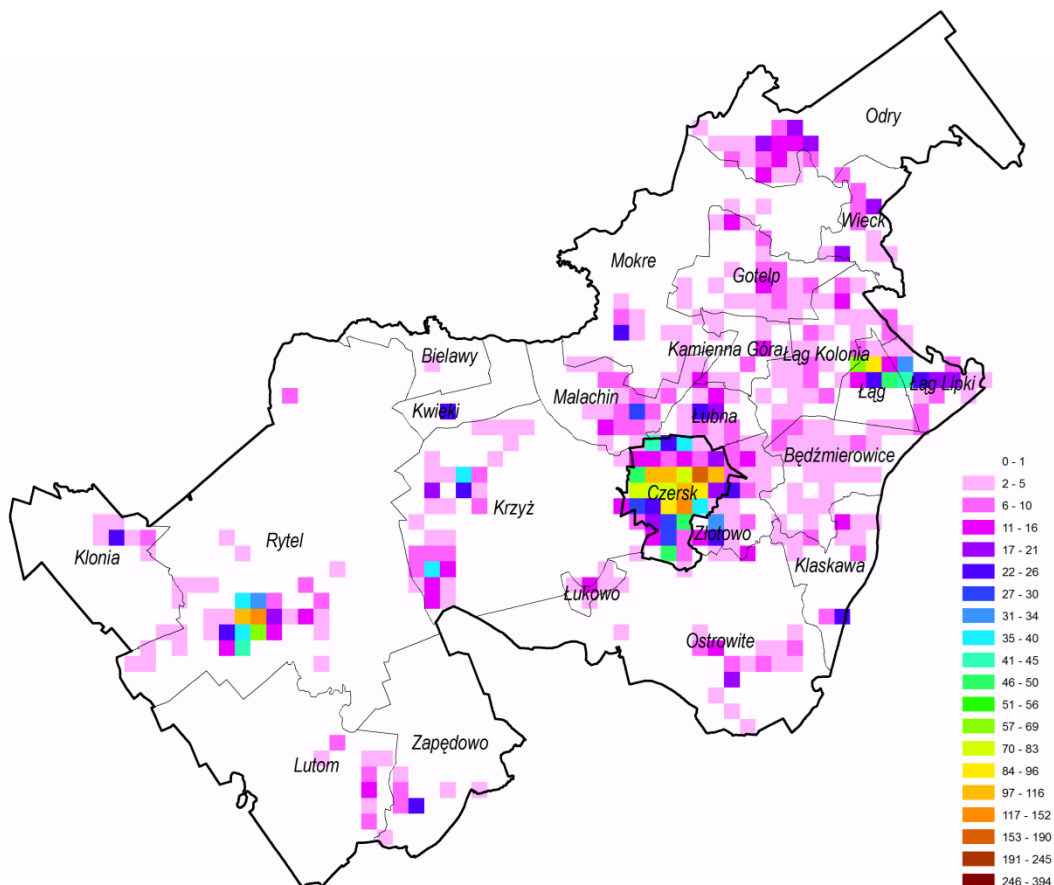 Odry
Wieck
Mokre
Gotelp
Kamienna Góra
Łąg Kolonia
Bielawy
Łąg
Łąg Lipki
Malachin
Kwieki
Łubna
Będźmierowice
Czersk
Krzyż
Złotowo
Klonia
Rytel
Klaskawa
Łukowo
Ostrowite
Zapędowo
Lutom
0 - 1
2 - 5
6 - 10
11 - 16
17 - 21
22 - 26
27 - 30
31 - 34
35 - 40
41 - 45
46 - 50
51 - 56
57 - 69
70 - 83
84 - 96
97 - 116
117 - 152
153 - 190
191 - 245
246 - 394